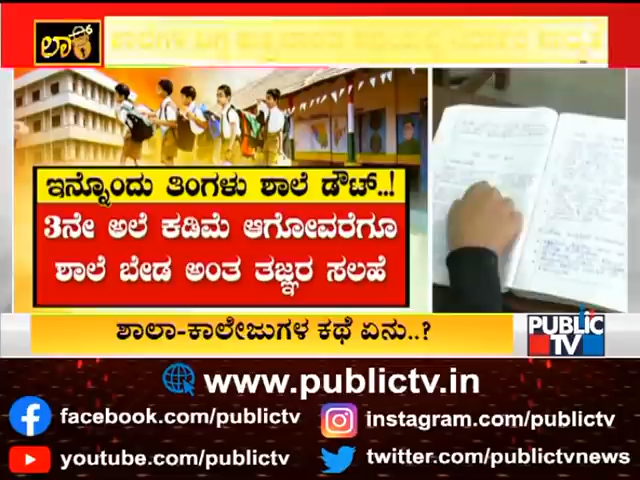 ಲಾಕ್
ಇನ್ನೊಂದು ತಿಂಗಳು ಶಾಲೆ ಡೌಟ್..!
3ನೇ ಅಲೆ ಕಡಿಮೆ ಆಗೋವರೆಗೂ
ಶಾಲೆ ಬೇಡ ಅಂತ ತಜ್ಞರ ಸಲಹೆ
ಶಾಲಾ-ಕಾಲೇಜುಗಳ ಕಥೆ ಏನು..?
PUBLIC
TV
www.publictv.in
facebook.com/publictv
instagram.com/publictv
youtube.com/publictv
twitter.com/publictvnews